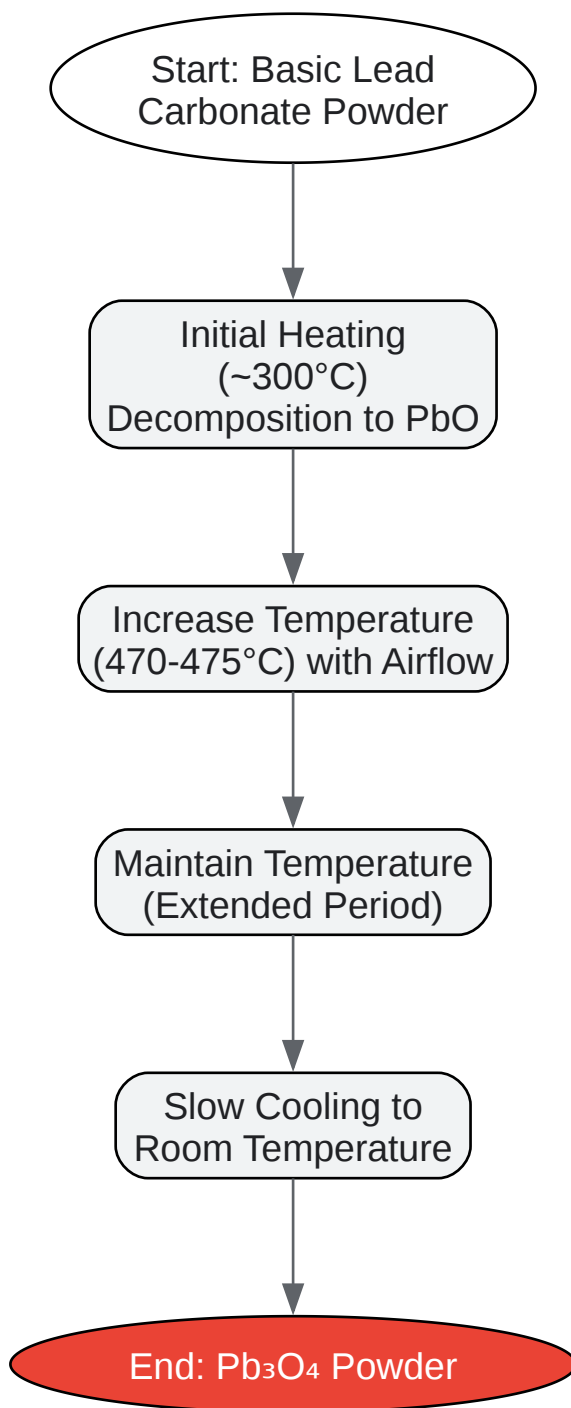 Start: Basic Lead
Carbonate Powder
Initial Heating
(~300°C)
Decomposition to PbO
Increase Temperature
(470-475°C) with Airflow
Maintain Temperature
(Extended Period)
Slow Cooling to
Room Temperature
End: Pb₃O₄ Powder